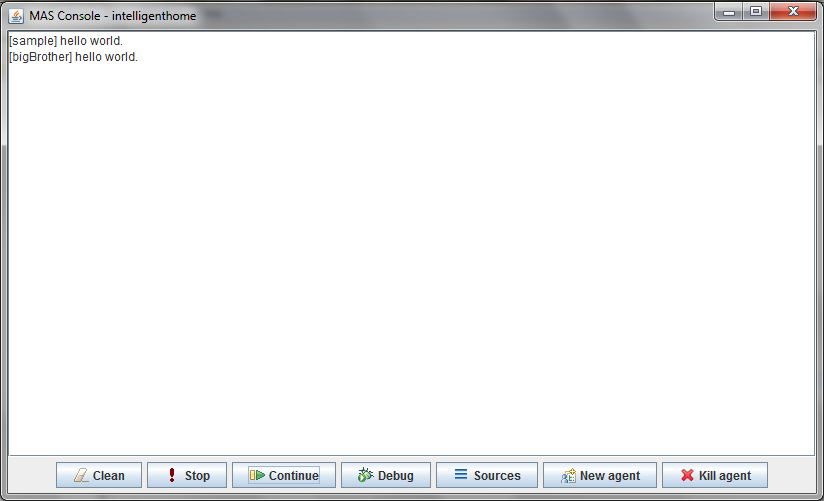 MAS Console - intelligenthome
[sample] hello world.
[bigBrother] hello world.
Clean Stop Continue Debug Sources New agent Kill agent